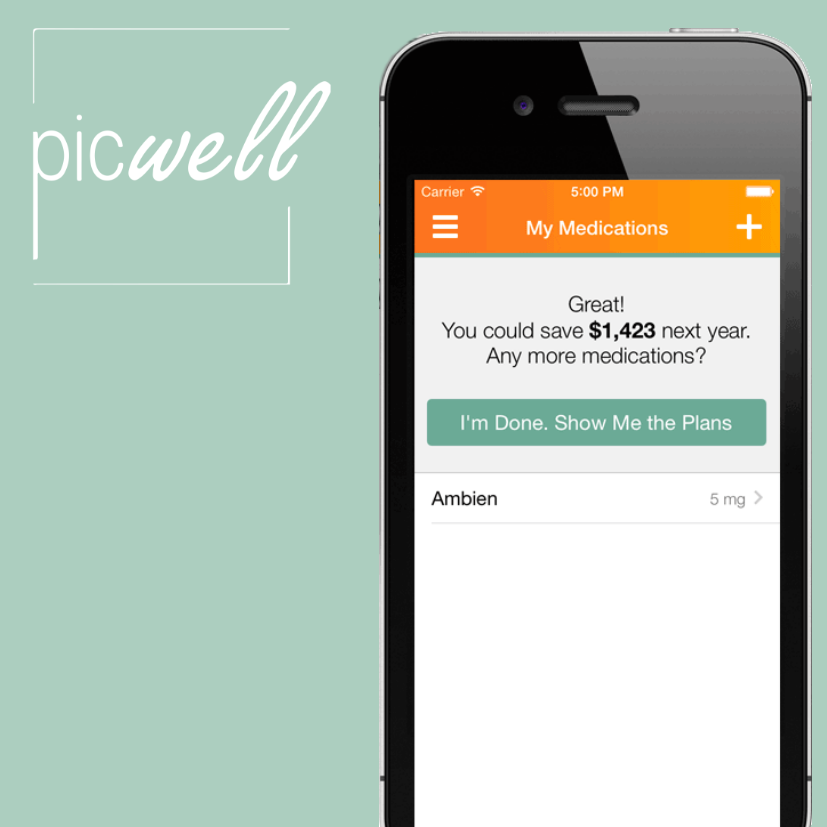 picwell
Carrier
5:00 PM
My Medications
Great!
You could save $1,423 next year.
Any more medications?
I'm Done. Show Me the Plans
Ambien 5 mg